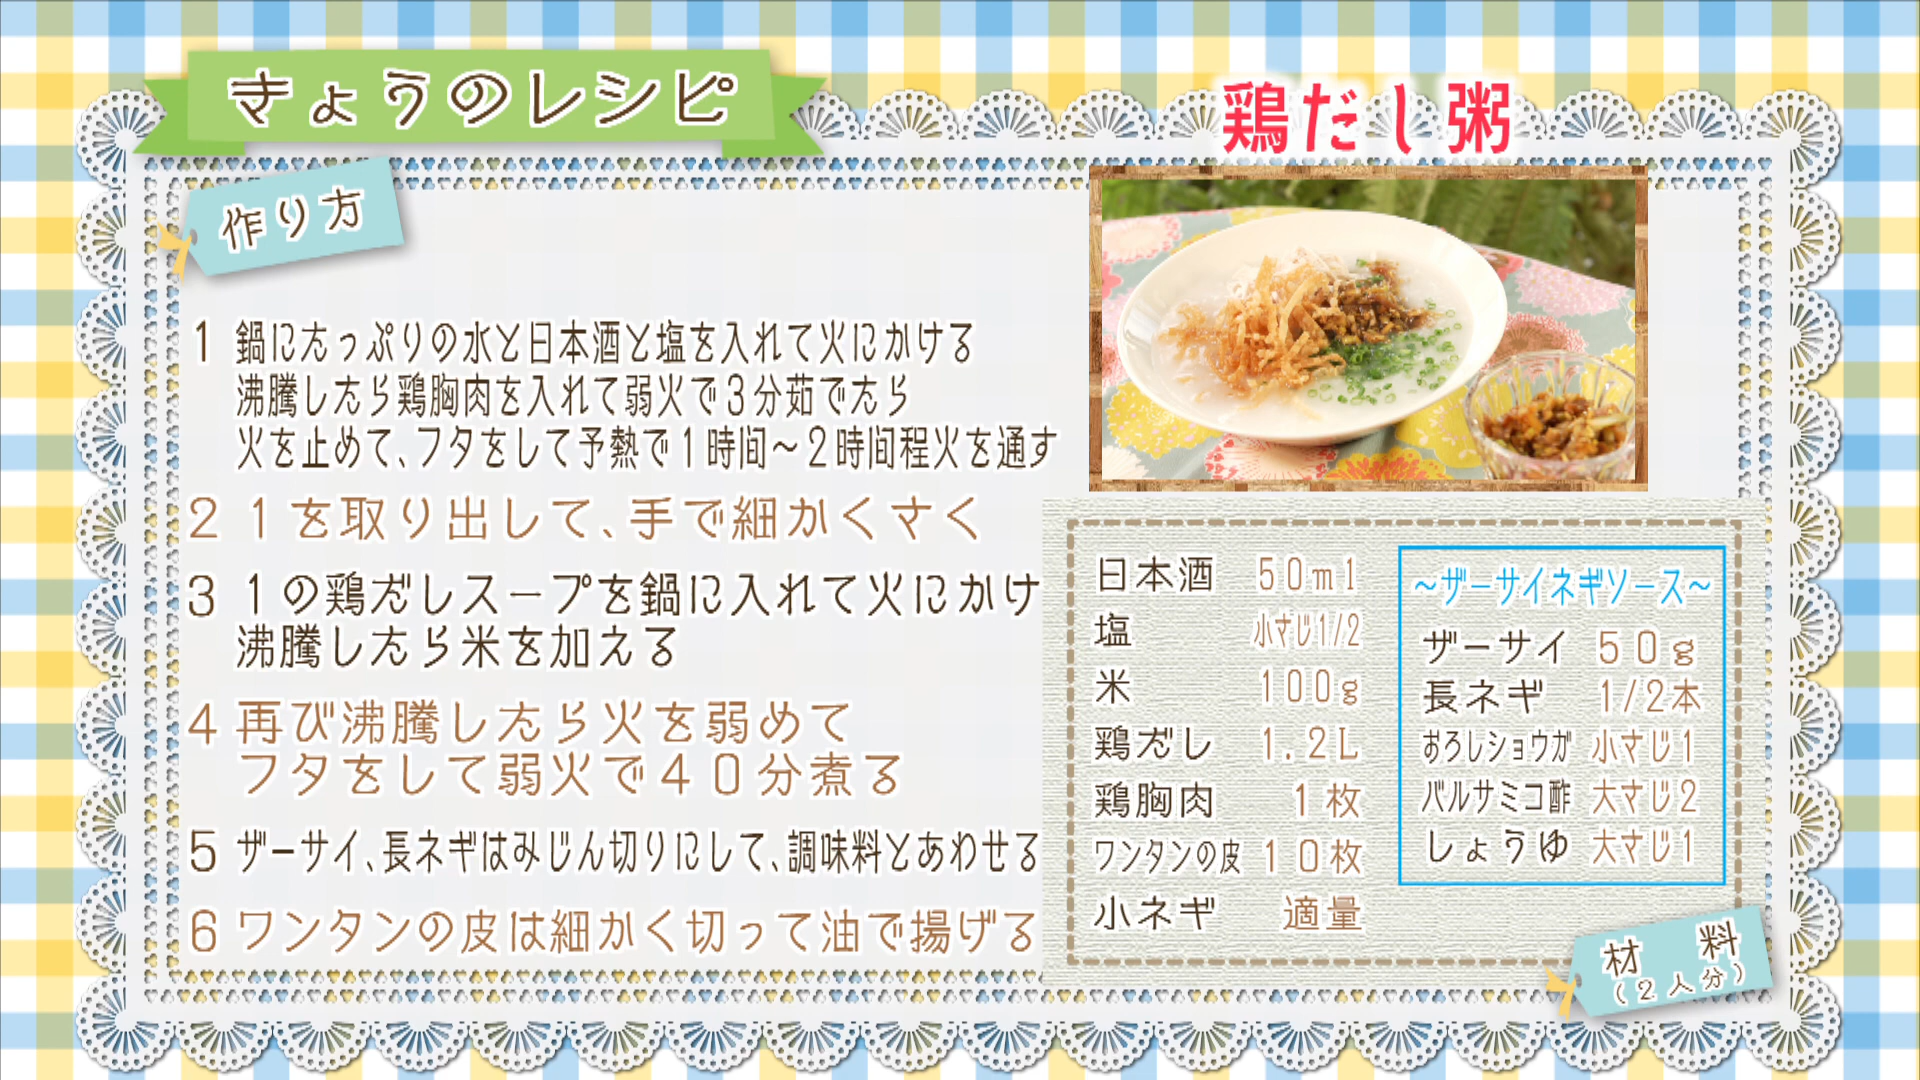 きょうのレシピ
鶏だし粥
作り方
1 鍋にたっぷりの水と日本酒と塩を入れて火にかける
沸騰したら鶏胸肉を入れて弱火で3分茹でたら
火を止めて、フタをして予熱で1時間～2時間程火を通す
2 1を取り出して、手で細かくさく
3 1の鶏だしスープを鍋に入れて火にかけ
沸騰したら米を加える
4 再び沸騰したら火を弱めて
フタをして弱火で40分煮る
5 ザーサイ、長ネギはみじん切りにして、調味料とあわせる
6 ワンタンの皮は細かく切って油で揚げる
日本酒 50ml
塩 小さじ1/2
米 100g
鶏だし 1.2L
鶏胸肉 1枚
ワンタンの皮 10枚
小ネギ 適量
～ザーサイネギソース～
ザーサイ 50g
長ネギ 1/2本
おろしショウガ 小さじ1
バルサミコ酢 大さじ2
しょうゆ 大さじ1
材料
(2人分)